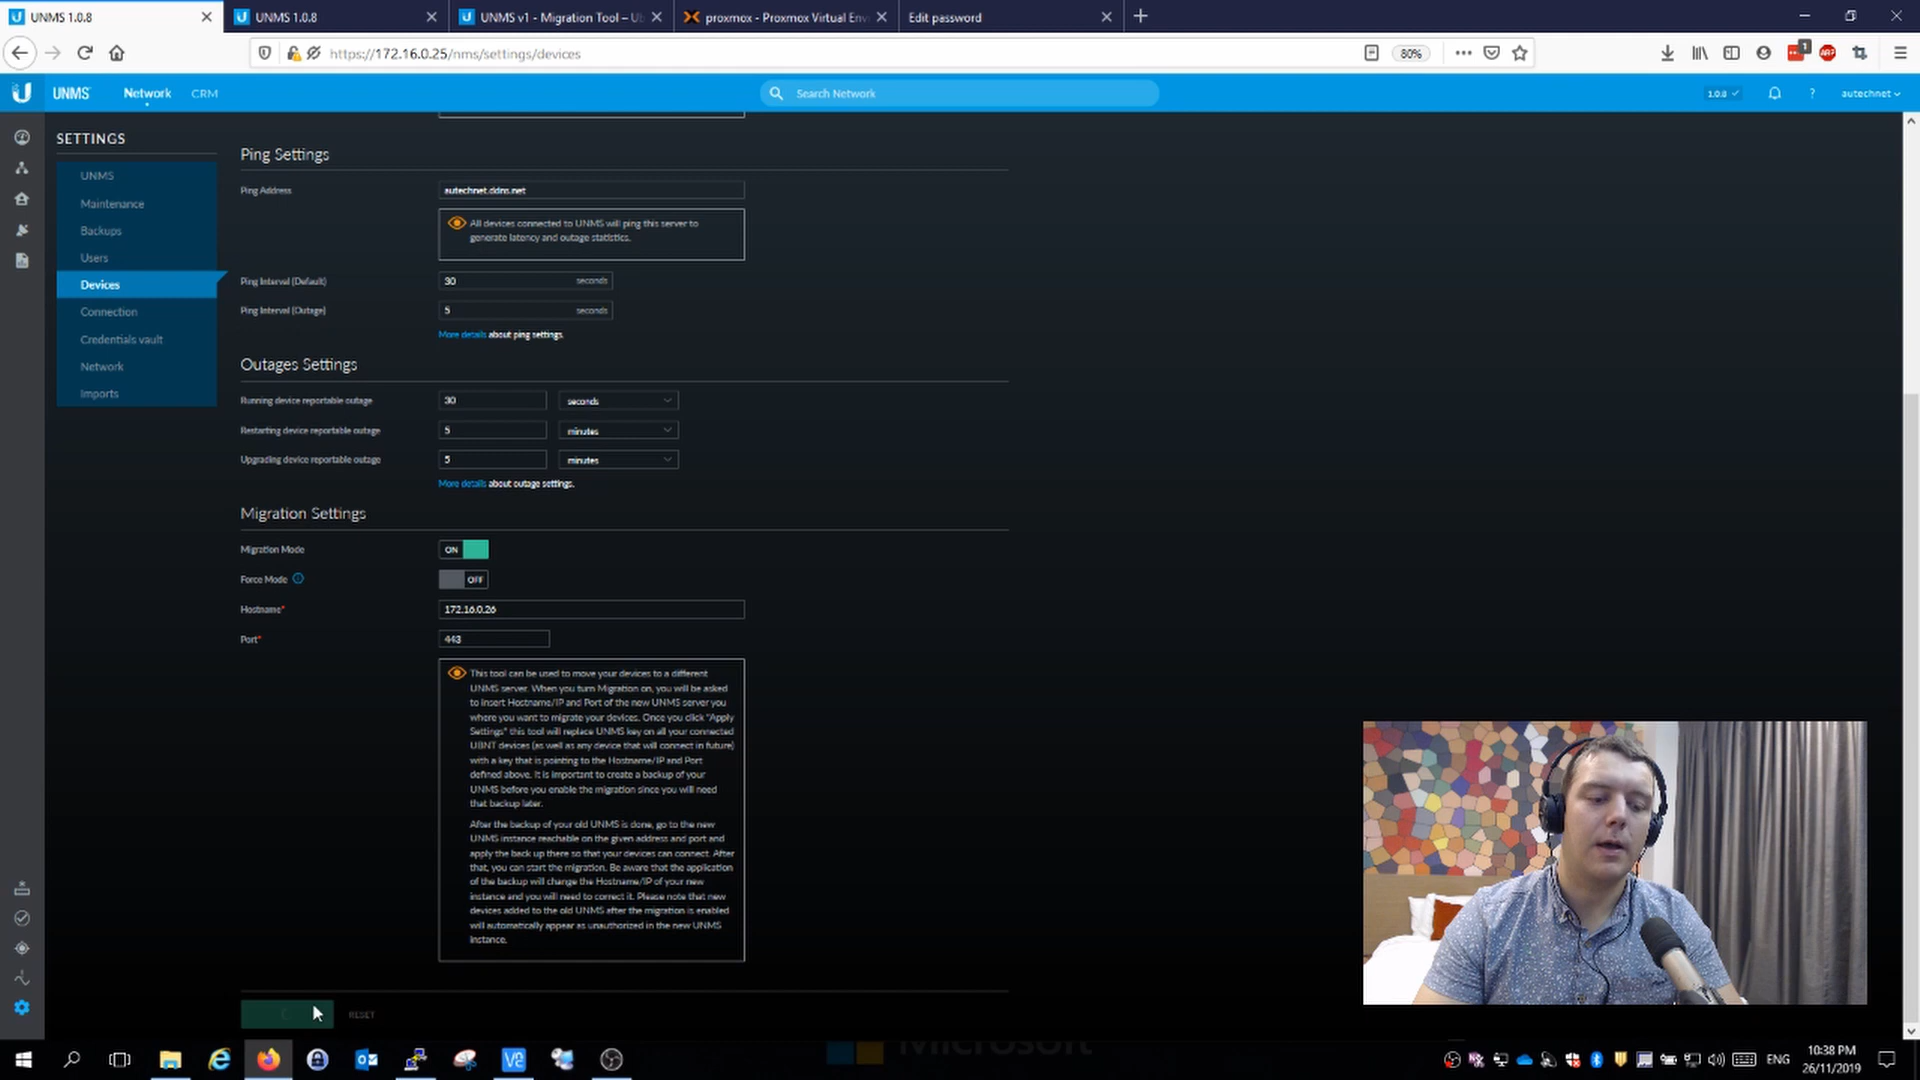 UNMS 1.0.8
UNMS 1.0.8
UNMS v1 - Migration Tool – Ub
proxmox - Proxmox Virtual Env
Edit password
https://172.16.0.25/nms/settings/devices
80%
1
UNMS
Network
CRM
Search Network
1.0.8
?
autechnet
SETTINGS
UNMS
Maintenance
Backups
Users
Devices
Connection
Credentials vault
Network
Imports
Ping Settings
Ping Address
autechnet.ddns.net
All devices connected to UNMS will ping this server to
generate latency and outage statistics.
Ping Interval (Default)
30
seconds
Ping Interval (Outage)
5
seconds
More details about ping settings.
Outages Settings
Running device reportable outage
30
seconds
Restarting device reportable outage
5
minutes
Upgrading device reportable outage
5
minutes
More details about outage settings.
Migration Settings
Migration Mode
ON
Force Mode
OFF
Hostname*
172.16.0.26
Port*
443
This tool can be used to move your devices to a different
UNMS server. When you turn Migration on, you will be asked
to insert Hostname/IP and Port of the new UNMS server you
where you want to migrate your devices. Once you click "Apply
Settings" this tool will replace UNMS key on all your connected
UBNT devices (as well as any device that will connect in future)
with a key that is pointing to the Hostname/IP and Port
defined above. It is important to create a backup of your
UNMS before you enable the migration since you will need
that backup later.
After the backup of your old UNMS is done, go to the new
UNMS instance reachable on the given address and port and
apply the back up there so that your devices can connect. After
that, you can start the migration. Be aware that the application
of the backup will change the Hostname/IP of your new
instance and you will need to correct it. Please note that new
devices added to the old UNMS after the migration is enabled
will automatically appear as unauthorized in the new UNMS
instance.
RESET
Microsoft
ENG
10:38 PM
26/11/2019